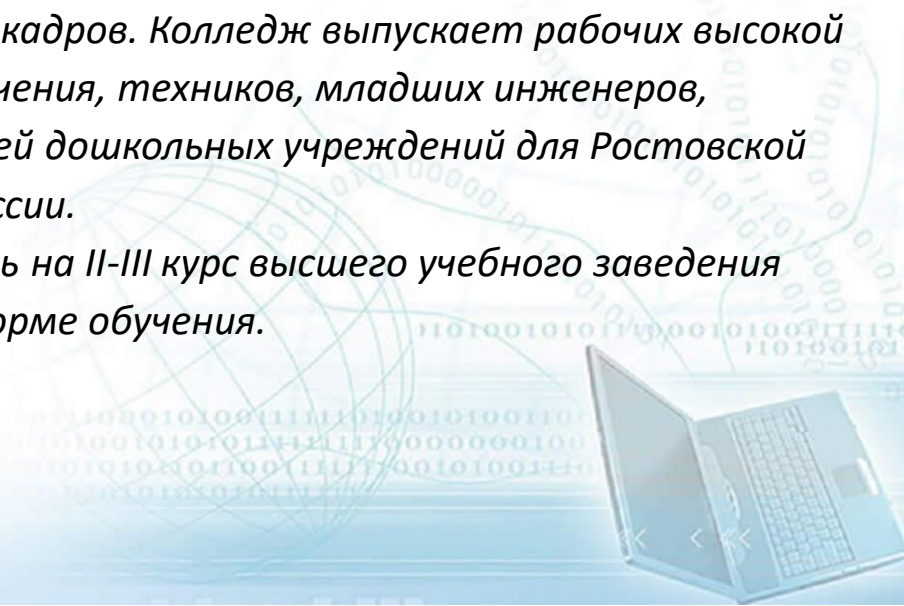 кадров. Колледж выпускает рабочих высокой
чения, техников, младших инженеров,
ей дошкольных учреждений для Ростовской
ссии.
ь на II-III курс высшего учебного заведения
орме обучения.